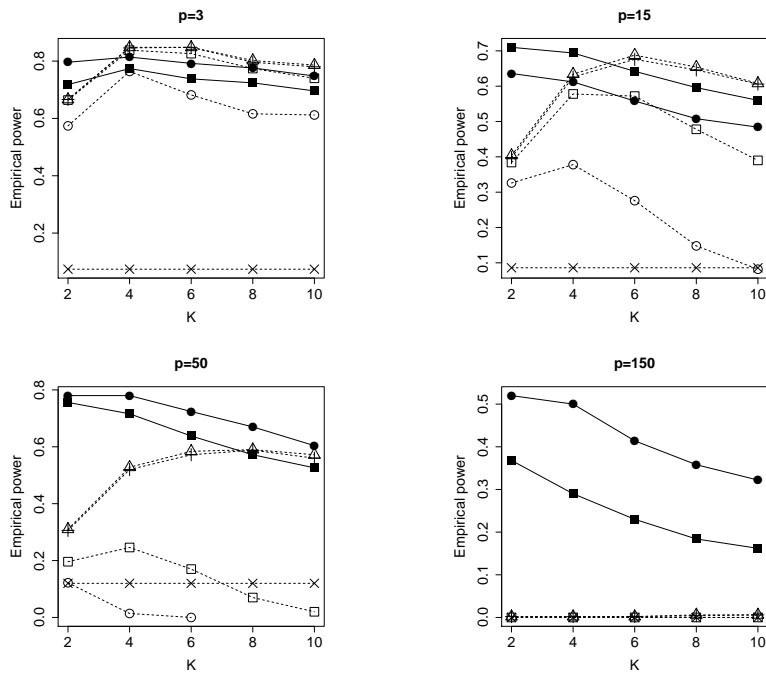 p=3
Empirical power
0.2 0.4 0.6 0.8
2 4 6 8 10
K
p=15
Empirical power
0.1 0.2 0.3 0.4 0.5 0.6 0.7
2 4 6 8 10
K
p=50
Empirical power
0.0 0.2 0.4 0.6 0.8
2 4 6 8 10
K
p=150
Empirical power
0.0 0.1 0.2 0.3 0.4 0.5
2 4 6 8 10
K